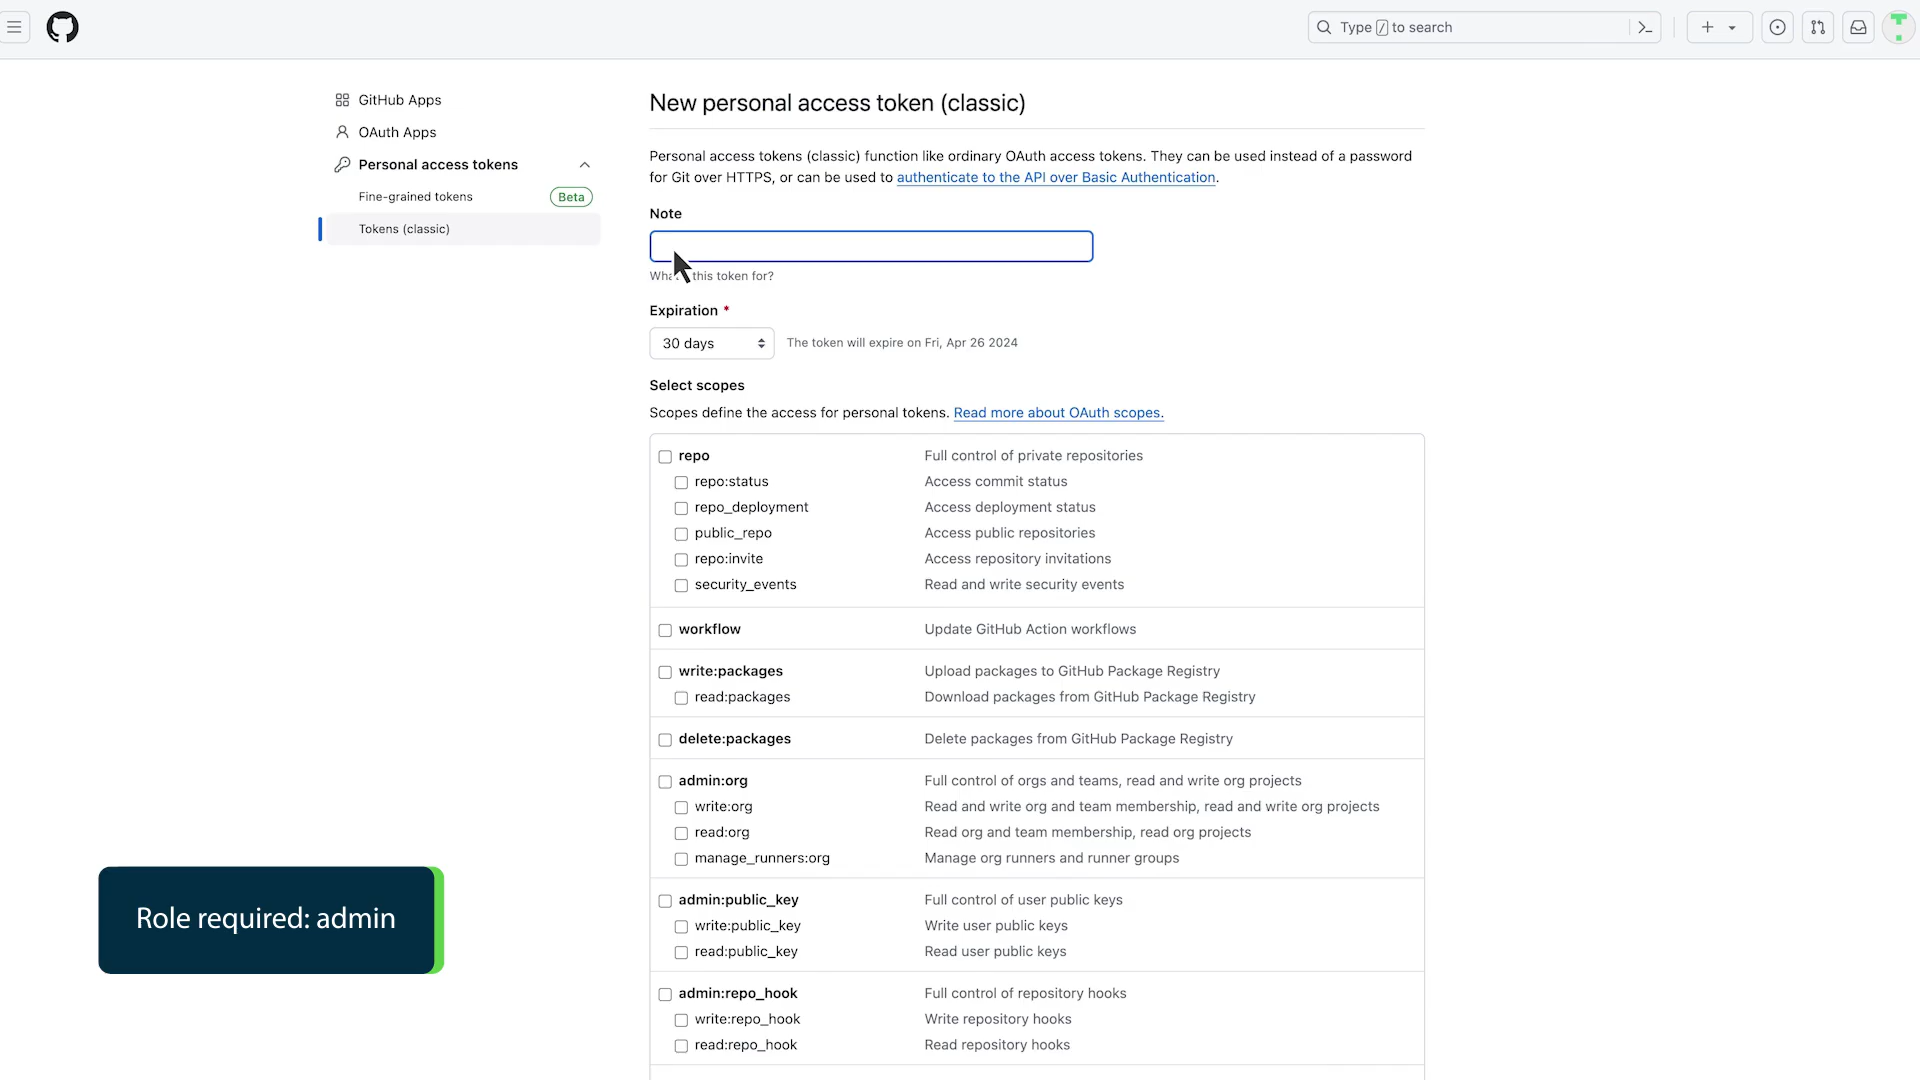 Type / to search
GitHub Apps
OAuth Apps
Personal access tokens
Fine-grained tokens Beta
Tokens (classic)
New personal access token (classic)
Personal access tokens (classic) function like ordinary OAuth access tokens. They can be used instead of a password
for Git over HTTPS, or can be used to authenticate to the API over Basic Authentication.
Note
this token for?
Expiration *
30 days The token will expire on Fri, Apr 26 2024
Select scopes
Scopes define the access for personal tokens. Read more about OAuth scopes.
repo Full control of private repositories
repo:status Access commit status
repo_deployment Access deployment status
public_repo Access public repositories
repo:invite Access repository invitations
security_events Read and write security events
workflow Update GitHub Action workflows
write:packages Upload packages to GitHub Package Registry
read:packages Download packages from GitHub Package Registry
delete:packages Delete packages from GitHub Package Registry
admin:org Full control of orgs and teams, read and write org projects
write:org Read and write org and team membership, read and write org projects
read:org Read org and team membership, read org projects
manage_runners:org Manage org runners and runner groups
admin:public_key Full control of user public keys
write:public_key Write user public keys
read:public_key Read user public keys
admin:repo_hook Full control of repository hooks
write:repo_hook Write repository hooks
read:repo_hook Read repository hooks
Role required: admin